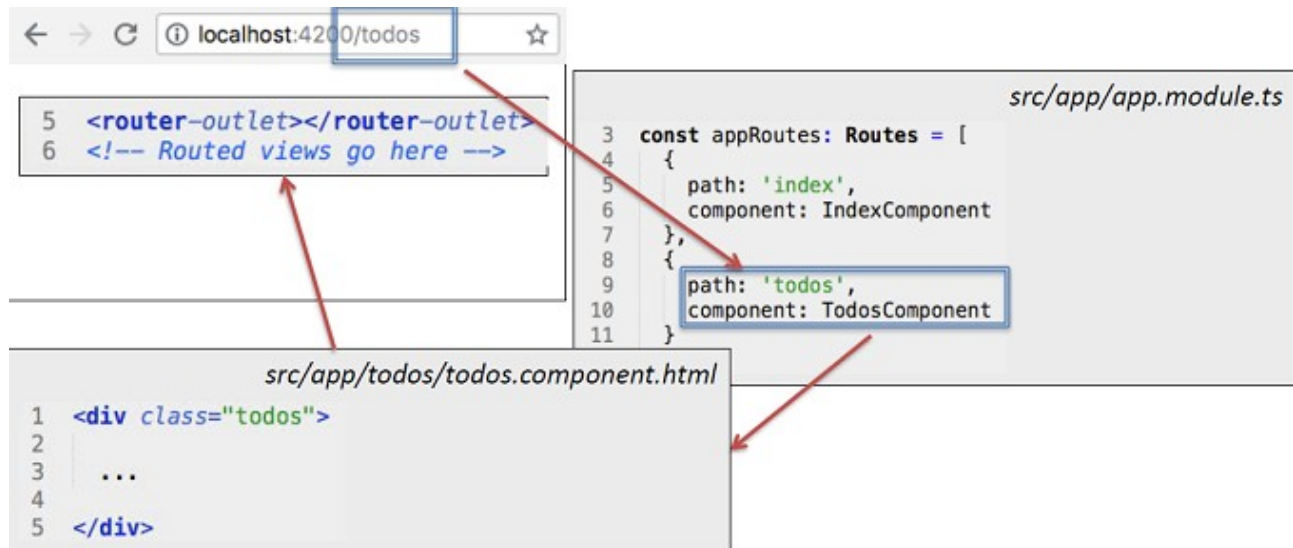 localhost:4200/todos
5 <router-outlet></router-outlet>
6 <!-- Routed views go here -->
src/app/app.module.ts
3 const appRoutes: Routes = [
4 {
5 path: 'index',
6 component: IndexComponent
7 },
8 {
9 path: 'todos',
10 component: TodosComponent
11 }
src/app/todos/todos.component.html
1 <div class="todos">
2
3 ...
4
5 </div>